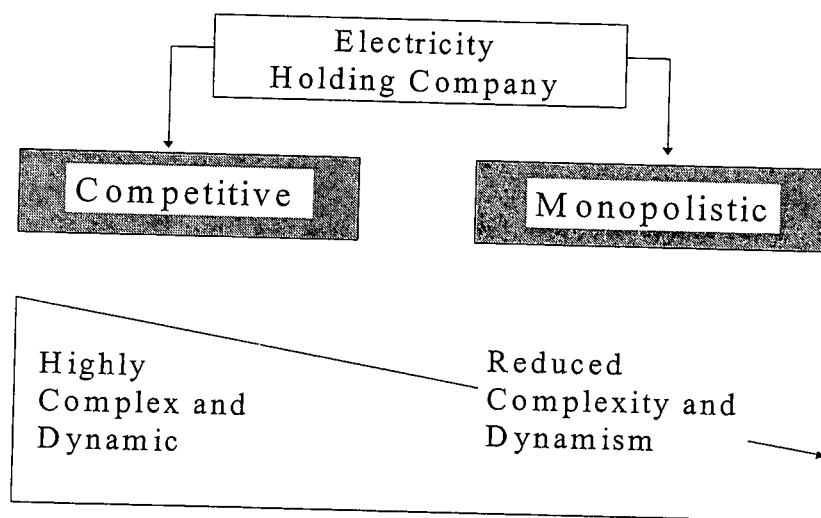 Electricity
Holding Company
Competitive
Monopolistic
Highly
Complex and
Dynamic
Reduced
Complexity and
Dynamism